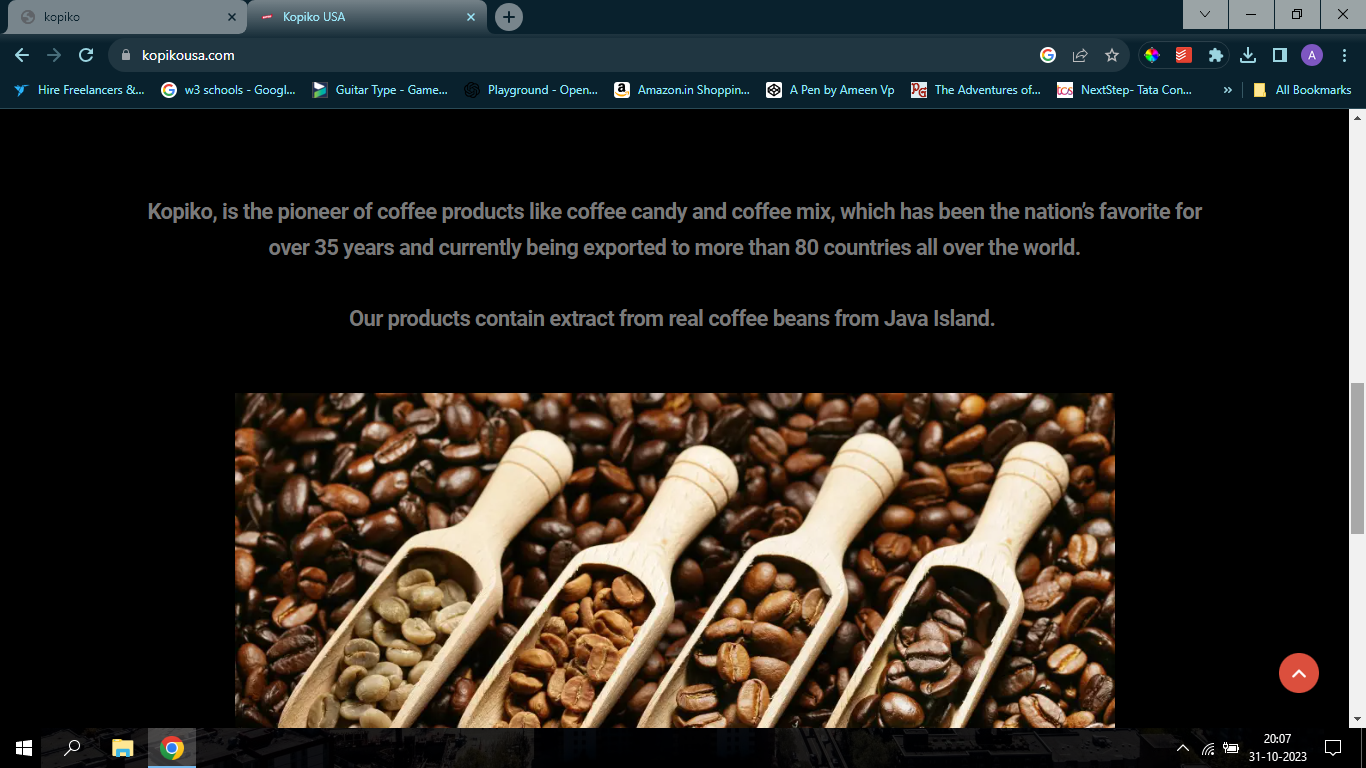 kopiko
Kopiko USA
kopikousa.com
A
Hire Freelancers &...
w3 schools - Googl...
Guitar Type - Game...
Playground - Open...
Amazon.in Shoppin...
A Pen by Ameen Vp
The Adventures of...
NextStep- Tata Con...
»
All Bookmarks
Kopiko, is the pioneer of coffee products like coffee candy and coffee mix, which has been the nation’s favorite for
over 35 years and currently being exported to more than 80 countries all over the world.
Our products contain extract from real coffee beans from Java Island.
20:07
31-10-2023